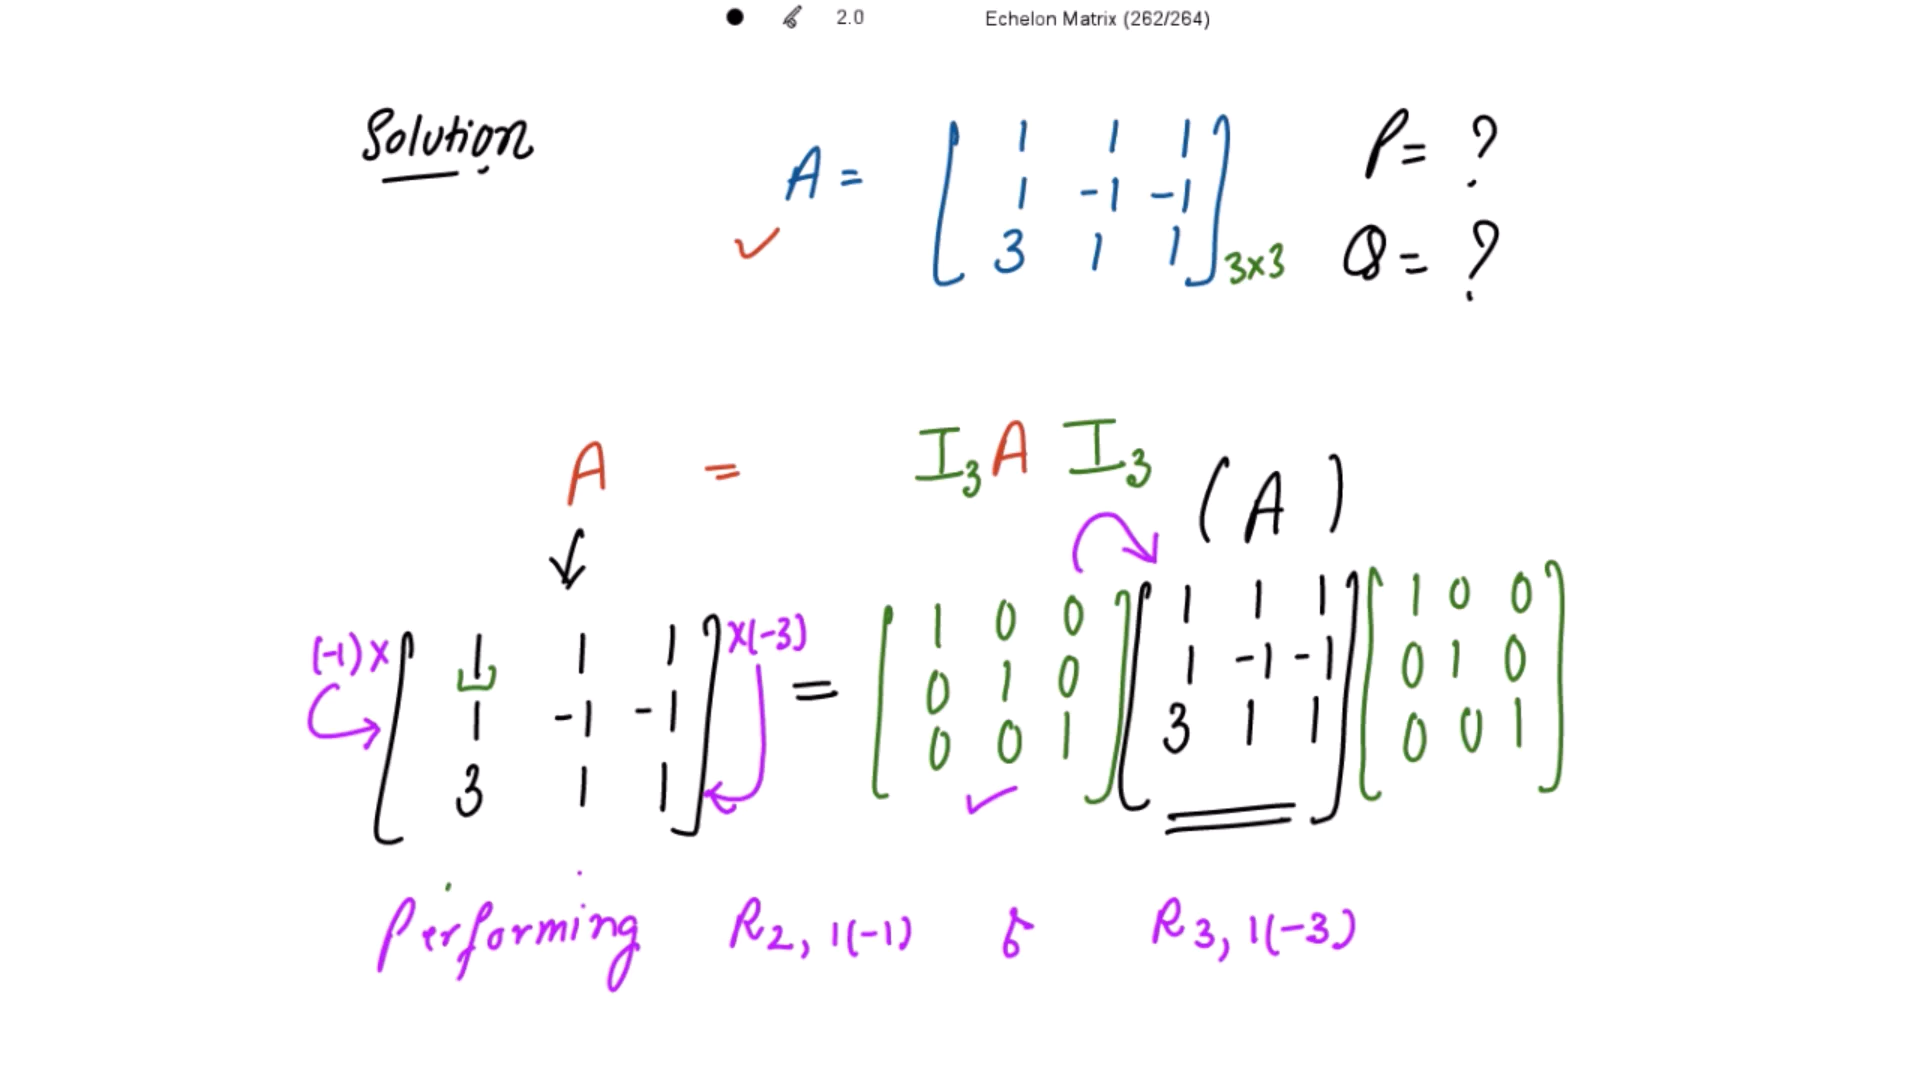 2.0 Echelon Matrix (262/264)
Solution
A = [ 1 1 1 ] P = ?
✓ [ 1 -1 -1 ]
[ 3 1 1 ] 3x3 Q = ?
A = I₃ A I₃
(A)
(-1)x [ 1 1 1 ] x(-3) = [ 1 0 0 ] [ 1 1 1 ] [ 1 0 0 ]
[ 1 -1 -1 ] [ 0 1 0 ] [ 1 -1 -1 ] [ 0 1 0 ]
[ 3 1 1 ] [ 0 0 1 ] [ 3 1 1 ] [ 0 0 1 ]
Performing R₂, 1(-1) & R₃, 1(-3)